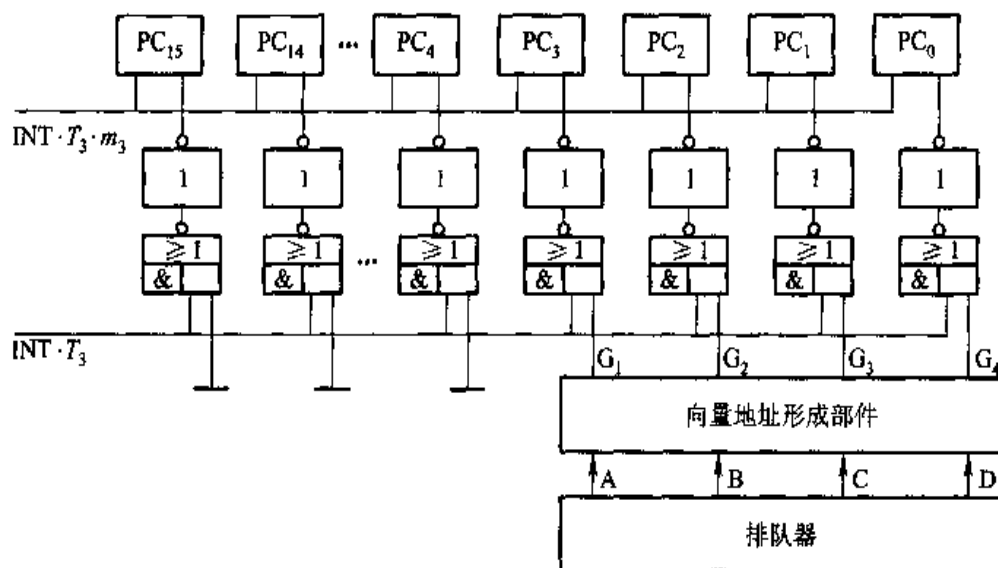 PC₁₅ PC₁₄ ... PC₄ PC₃ PC₂ PC₁ PC₀
INT · T₃ · m₃
1 1 1 1 1 1 1
≥1 ≥1 ... ≥1 ≥1 ≥1 ≥1 ≥1
& & & & & & &
INT · T₃
G₁ G₂ G₃ G₄
向量地址形成部件
A B C D
排队器